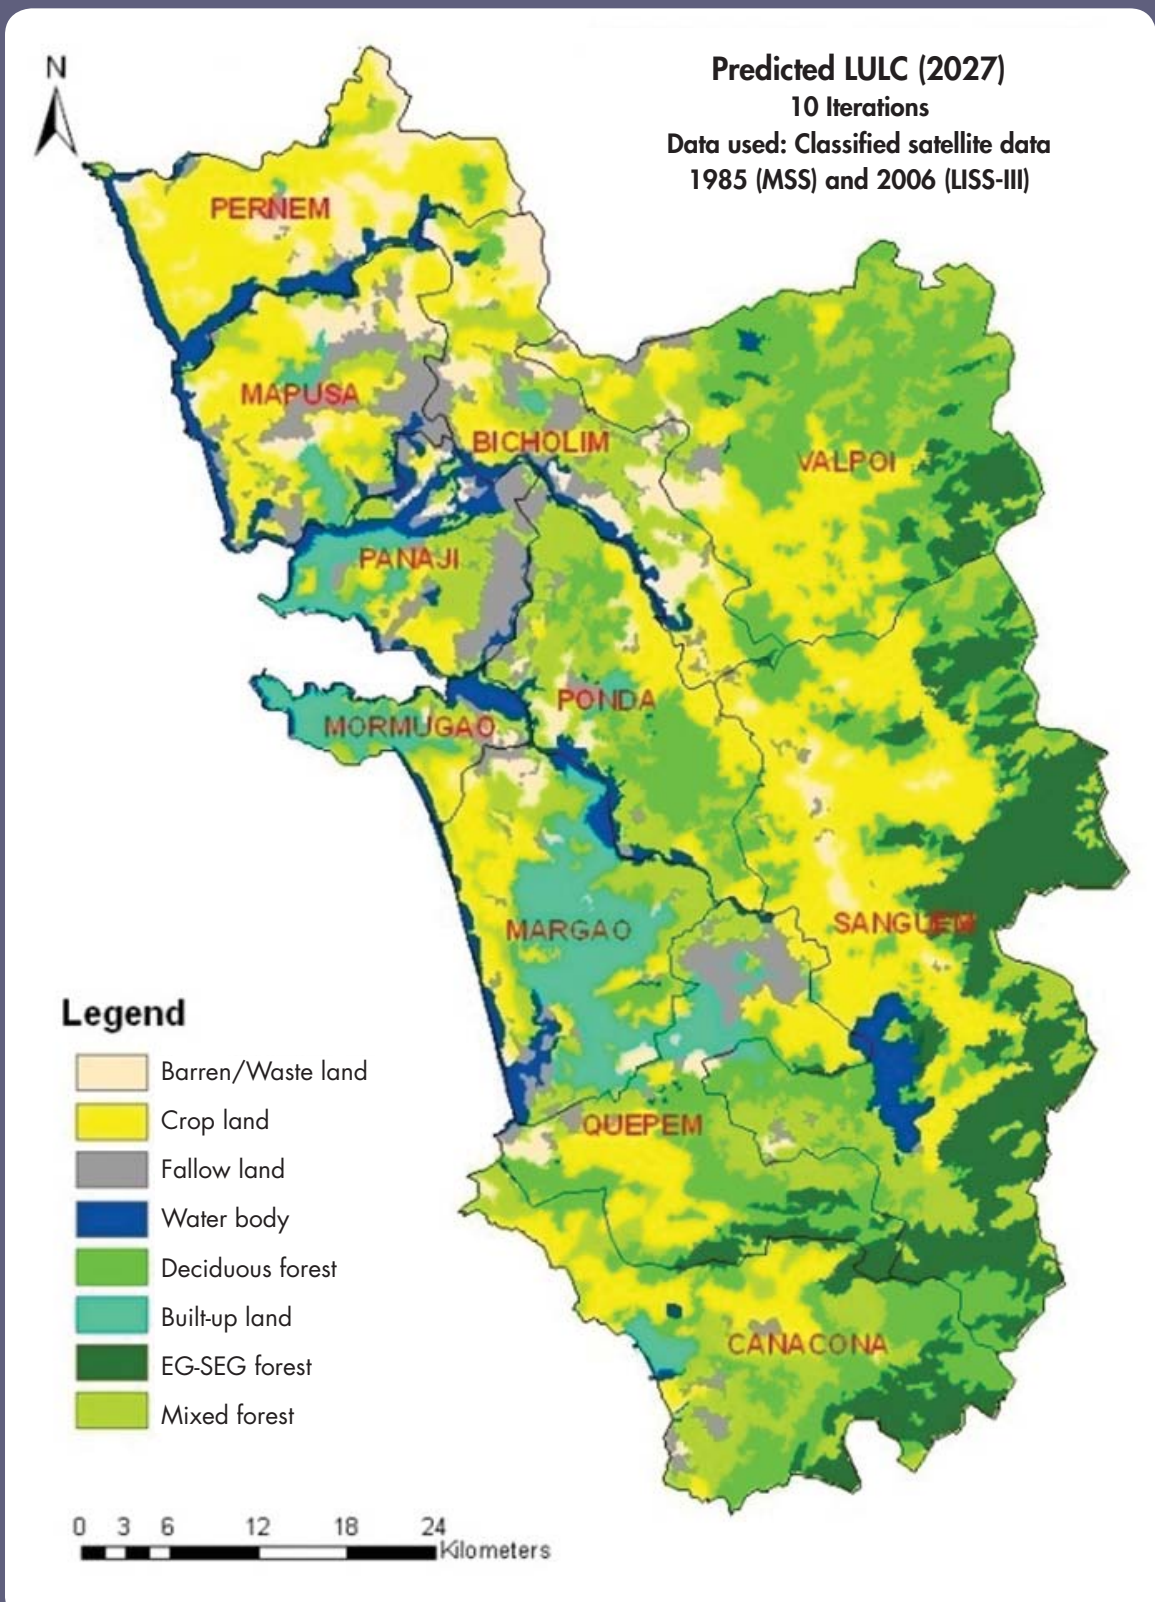 N
Predicted LULC (2027)
10 Iterations
Data used: Classified satellite data
1985 (MSS) and 2006 (LISS-III)
PERNEM
MAPUSA
BICHOLIM
VALPOI
PANAJI
PONDA
MORMUGAO
SANGUEM
MARGAO
QUEPEM
CANACONA
Legend
Barren/Waste land
Crop land
Fallow land
Water body
Deciduous forest
Built-up land
EG-SEG forest
Mixed forest
0 3 6 12 18 24
Kilometers